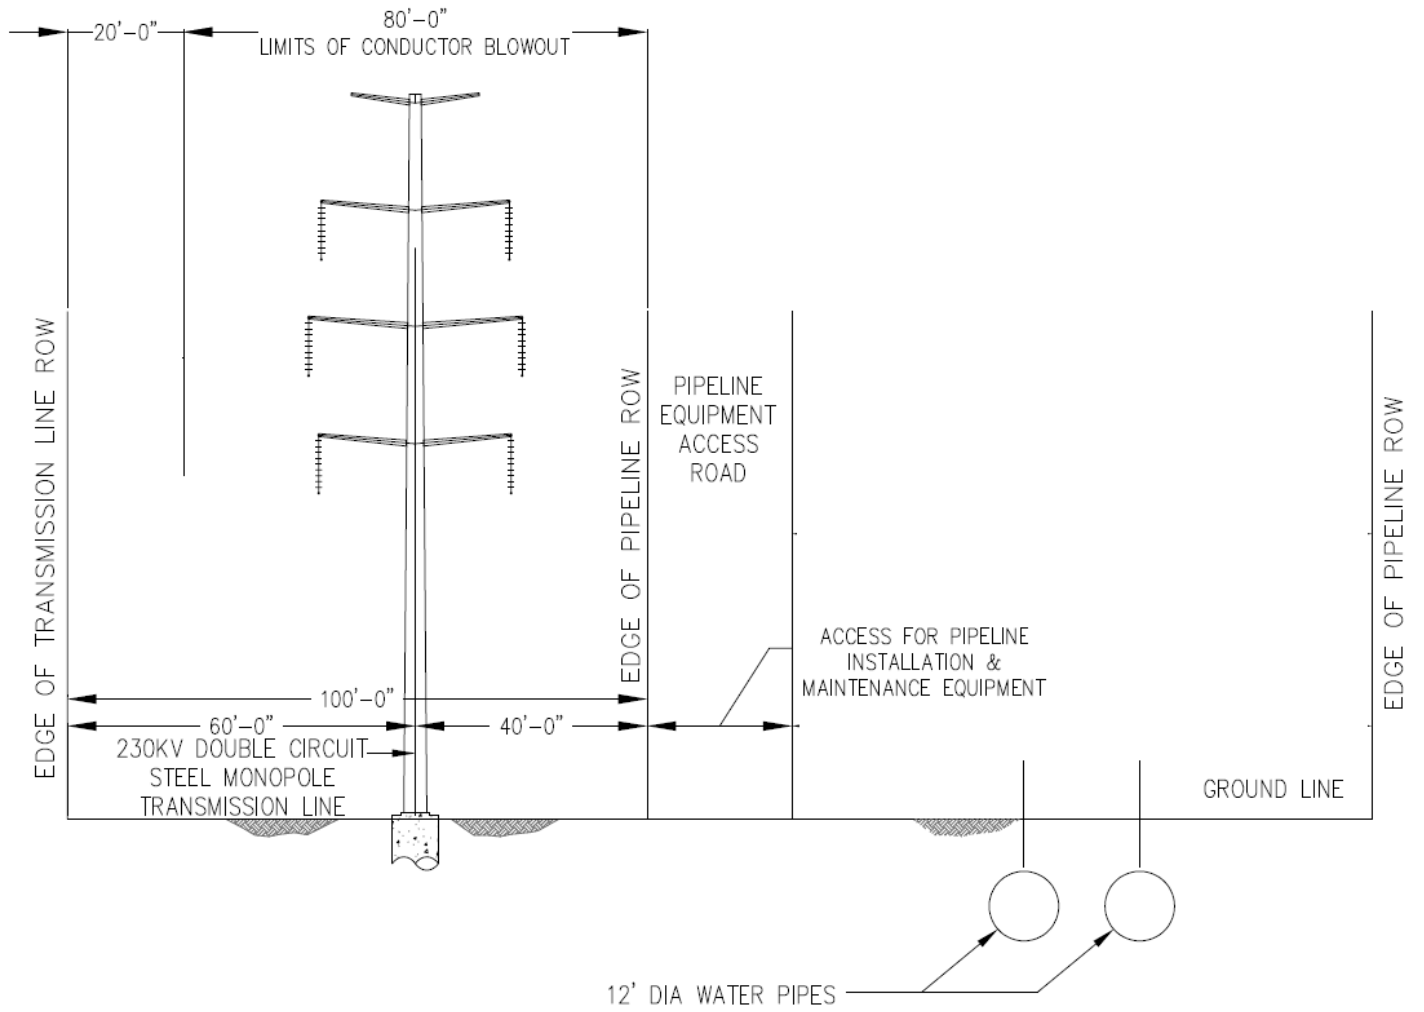 20'-0"
80'-0"
LIMITS OF CONDUCTOR BLOWOUT
EDGE OF TRANSMISSION LINE ROW
EDGE OF PIPELINE ROW
PIPELINE
EQUIPMENT
ACCESS
ROAD
EDGE OF PIPELINE ROW
ACCESS FOR PIPELINE
INSTALLATION &
MAINTENANCE EQUIPMENT
100'-0"
60'-0"
40'-0"
230KV DOUBLE CIRCUIT
STEEL MONOPOLE
TRANSMISSION LINE
GROUND LINE
12' DIA WATER PIPES